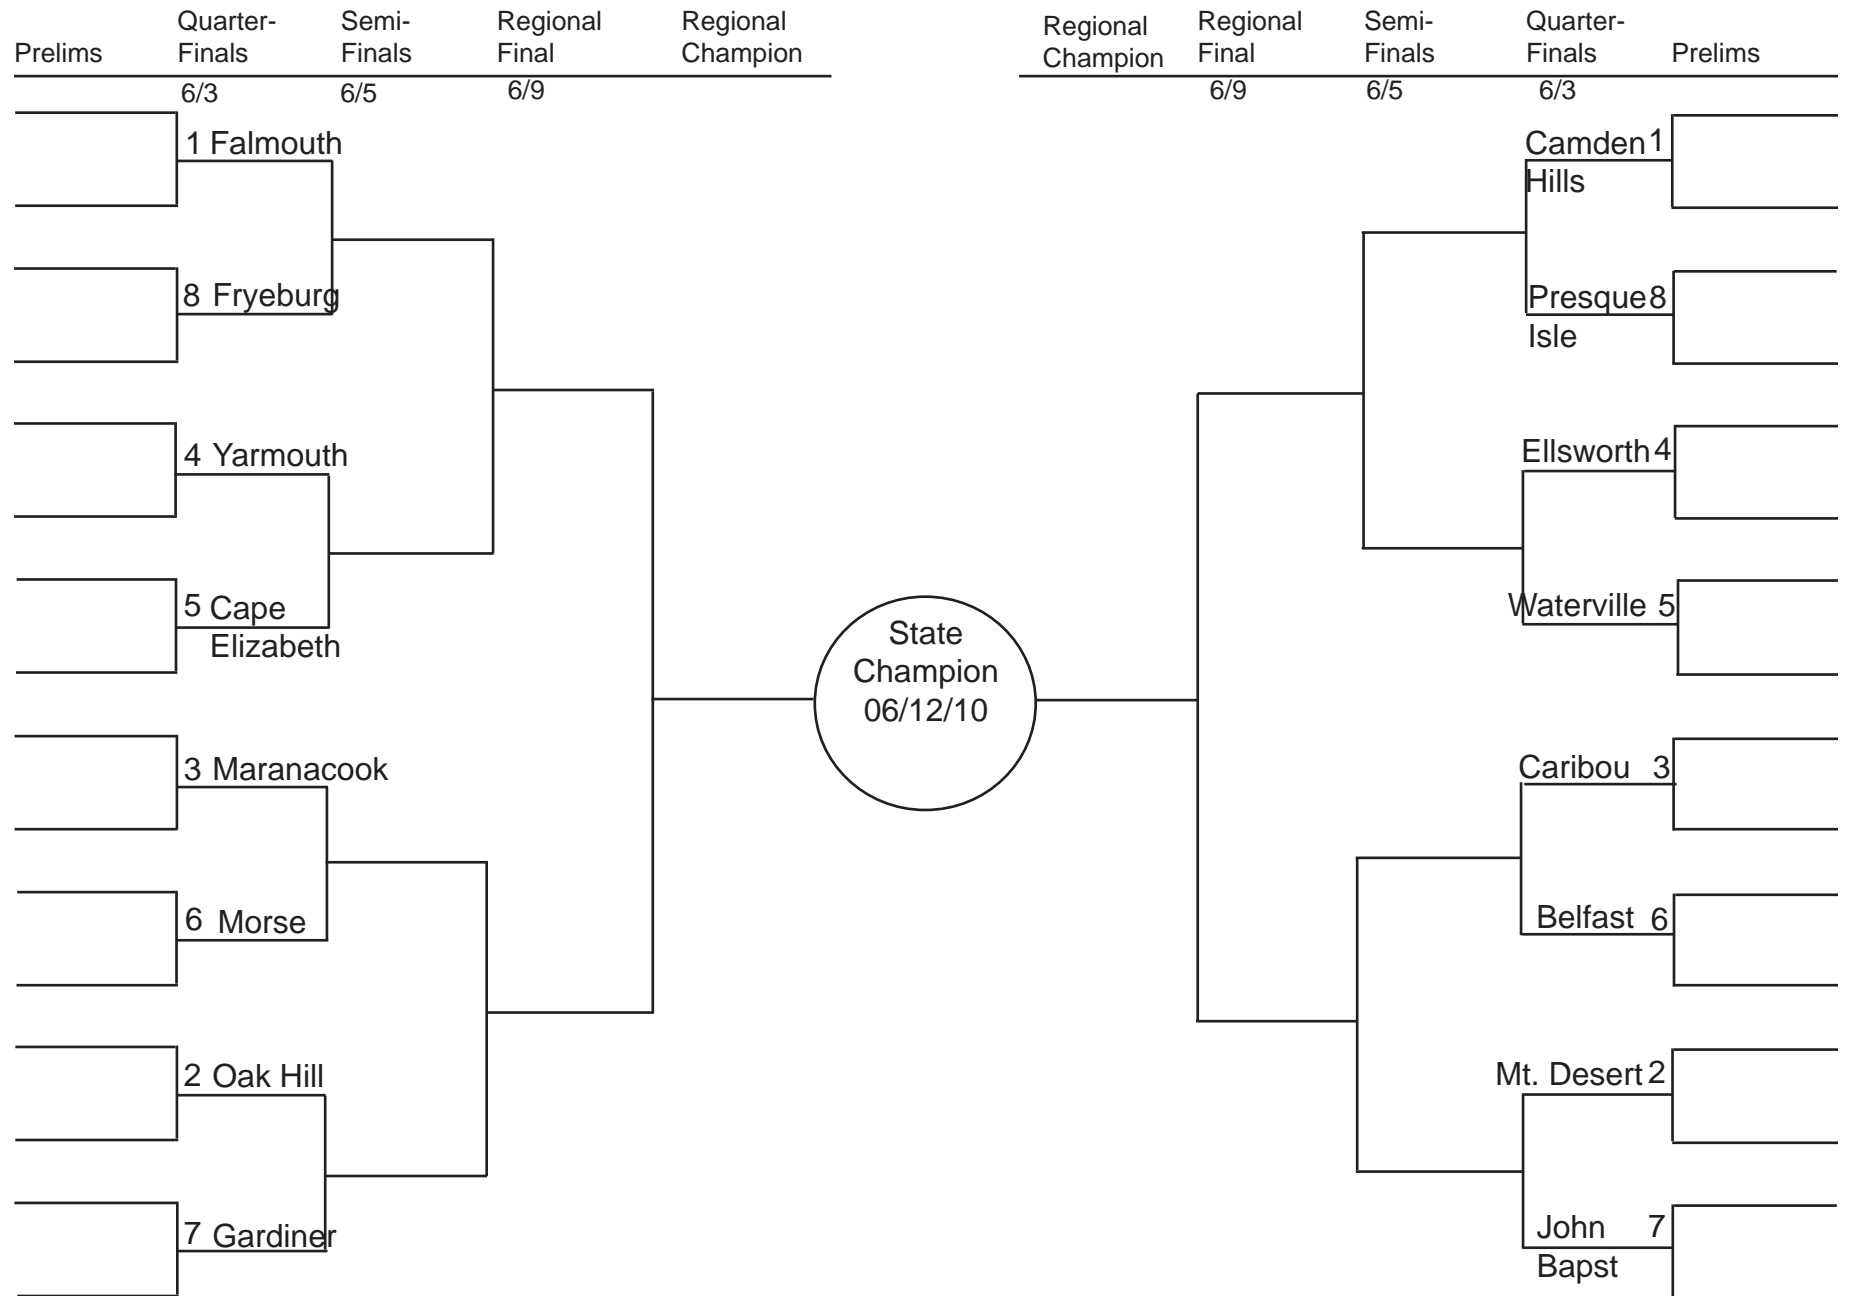 Prelims
Quarter-
Finals
6/3
Semi-
Finals
6/5
Regional
Final
6/9
Regional
Champion
Regional
Champion
Regional
Final
6/9
Semi-
Finals
6/5
Quarter-
Finals
6/3
Prelims
1 Falmouth
8 Fryeburg
4 Yarmouth
5 Cape
Elizabeth
3 Maranacook
6 Morse
2 Oak Hill
7 Gardiner
State
Champion
06/12/10
Camden 1
Hills
Presque 8
Isle
Ellsworth 4
Waterville 5
Caribou 3
Belfast 6
Mt. Desert 2
John 7
Bapst